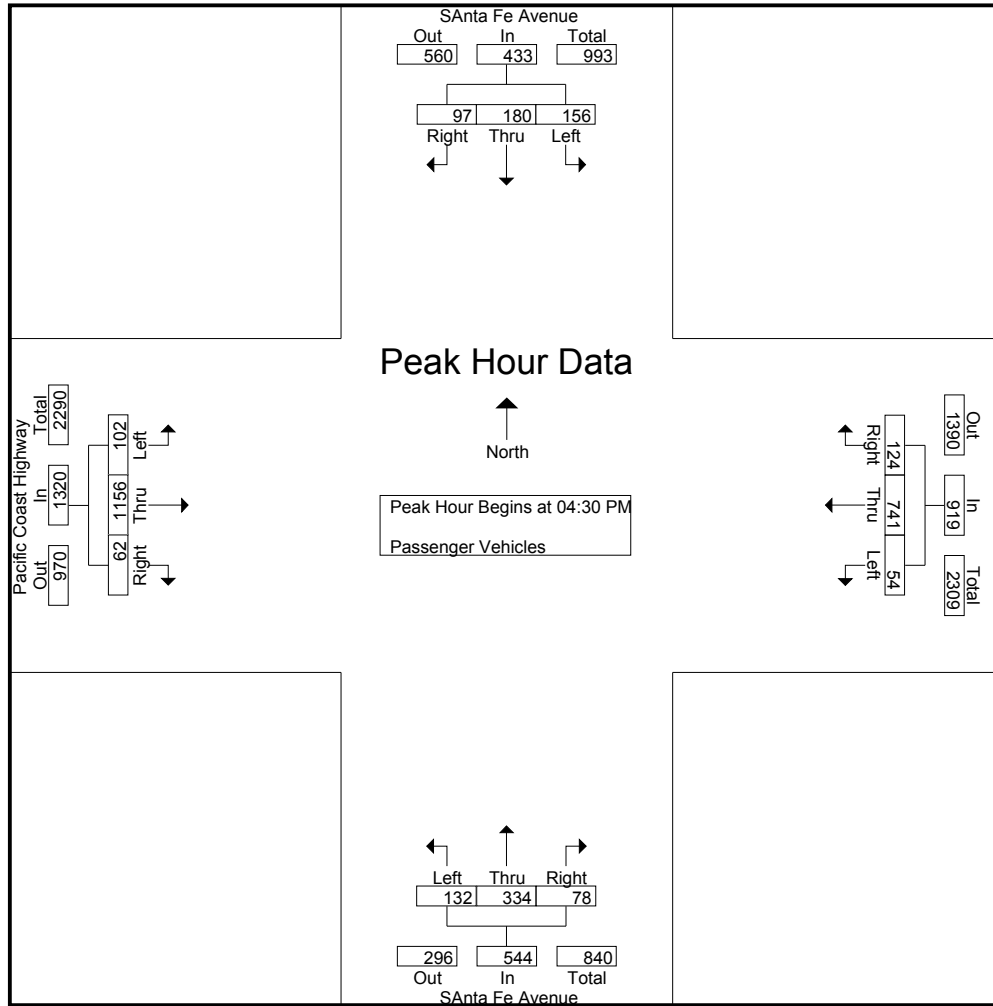 SAnta Fe Avenue
Out In Total
560 433 993
97 180 156
Right Thru Left
Peak Hour Data
North
Peak Hour Begins at 04:30 PM
Passenger Vehicles
Pacific Coast Highway
Out In Total
970 1320 2290
62 1156 102
Right Thru Left
Out In Total
1390 919 2309
124 741 54
Right Thru Left
Left Thru Right
132 334 78
296 544 840
Out In Total
SAnta Fe Avenue